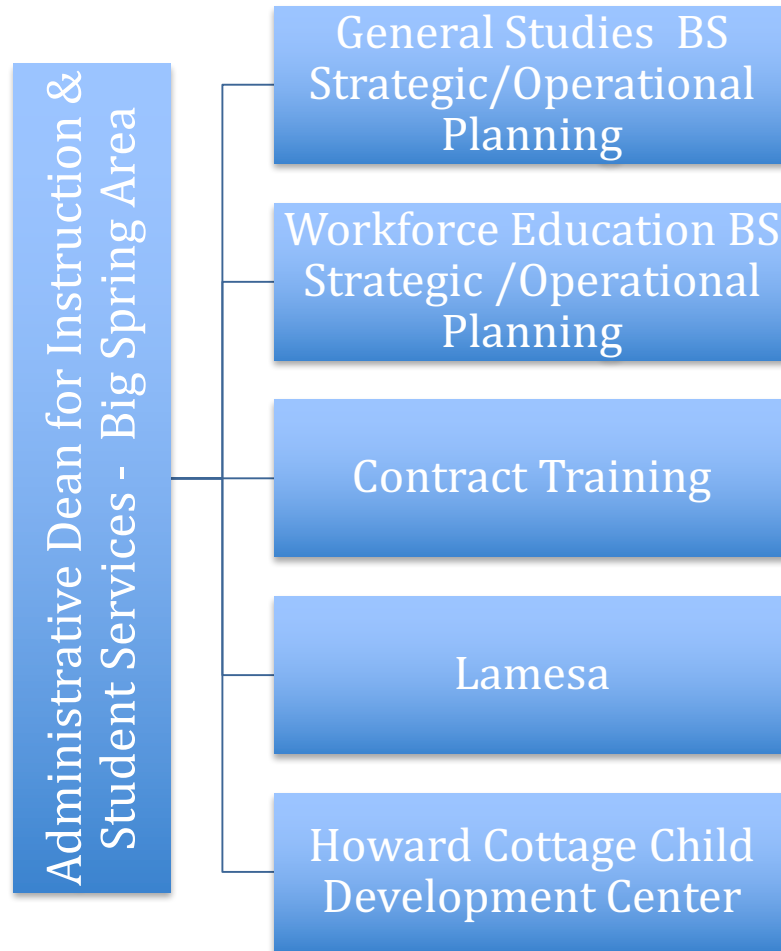 Administrative Dean for Instruction &
Student Services - Big Spring Area
General Studies BS
Strategic/Operational
Planning
Workforce Education BS
Strategic /Operational
Planning
Contract Training
Lamesa
Howard Cottage Child
Development Center